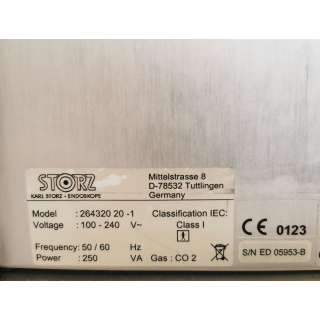 STORZ
KARL STORZ - ENDOSKOPE
Mittelstrasse 8
D-78532 Tuttlingen
Germany
Model : 264320 20 -1 Classification IEC:
Voltage : 100 - 240 V~ Class I
Frequency: 50 / 60 Hz
Power : 250 VA Gas : CO 2
CE 0123
S/N ED 05953-B